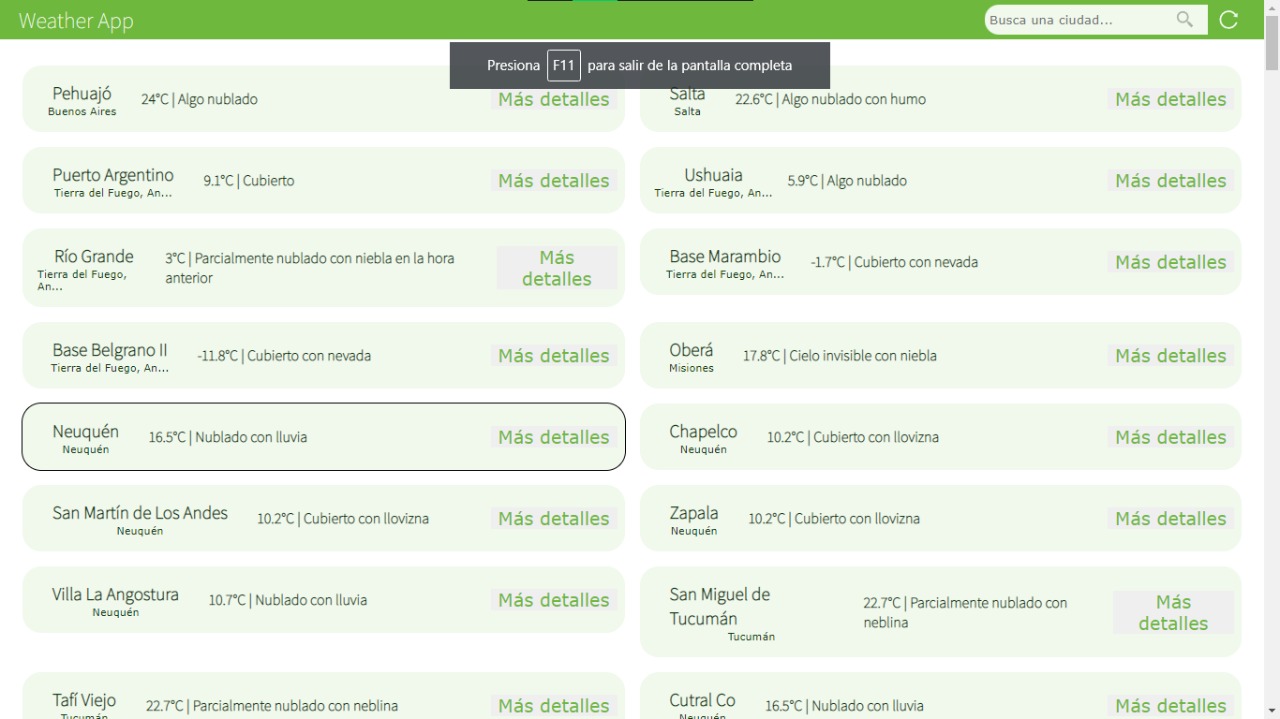 Weather App
Busca una ciudad...
Presiona F11 para salir de la pantalla completa
Pehuajó
Buenos Aires
24°C | Algo nublado
Más detalles
Salta
Salta
22.6°C | Algo nublado con humo
Más detalles
Puerto Argentino
Tierra del Fuego, An...
9.1°C | Cubierto
Más detalles
Ushuaia
Tierra del Fuego, An...
5.9°C | Algo nublado
Más detalles
Río Grande
Tierra del Fuego,
An...
3°C | Parcialmente nublado con niebla en la hora
anterior
Más
detalles
Base Marambio
Tierra del Fuego, An...
-1.7°C | Cubierto con nevada
Más detalles
Base Belgrano II
Tierra del Fuego, An...
-11.8°C | Cubierto con nevada
Más detalles
Oberá
Misiones
17.8°C | Cielo invisible con niebla
Más detalles
Neuquén
Neuquén
16.5°C | Nublado con lluvia
Más detalles
Chapelco
Neuquén
10.2°C | Cubierto con llovizna
Más detalles
San Martín de Los Andes
Neuquén
10.2°C | Cubierto con llovizna
Más detalles
Zapala
Neuquén
10.2°C | Cubierto con llovizna
Más detalles
Villa La Angostura
Neuquén
10.7°C | Nublado con lluvia
Más detalles
San Miguel de
Tucumán
Tucumán
22.7°C | Parcialmente nublado con
neblina
Más
detalles
Tafí Viejo
Tucumán
22.7°C | Parcialmente nublado con neblina
Más detalles
Cutral Co
Neuquén
16.5°C | Nublado con lluvia
Más detalles